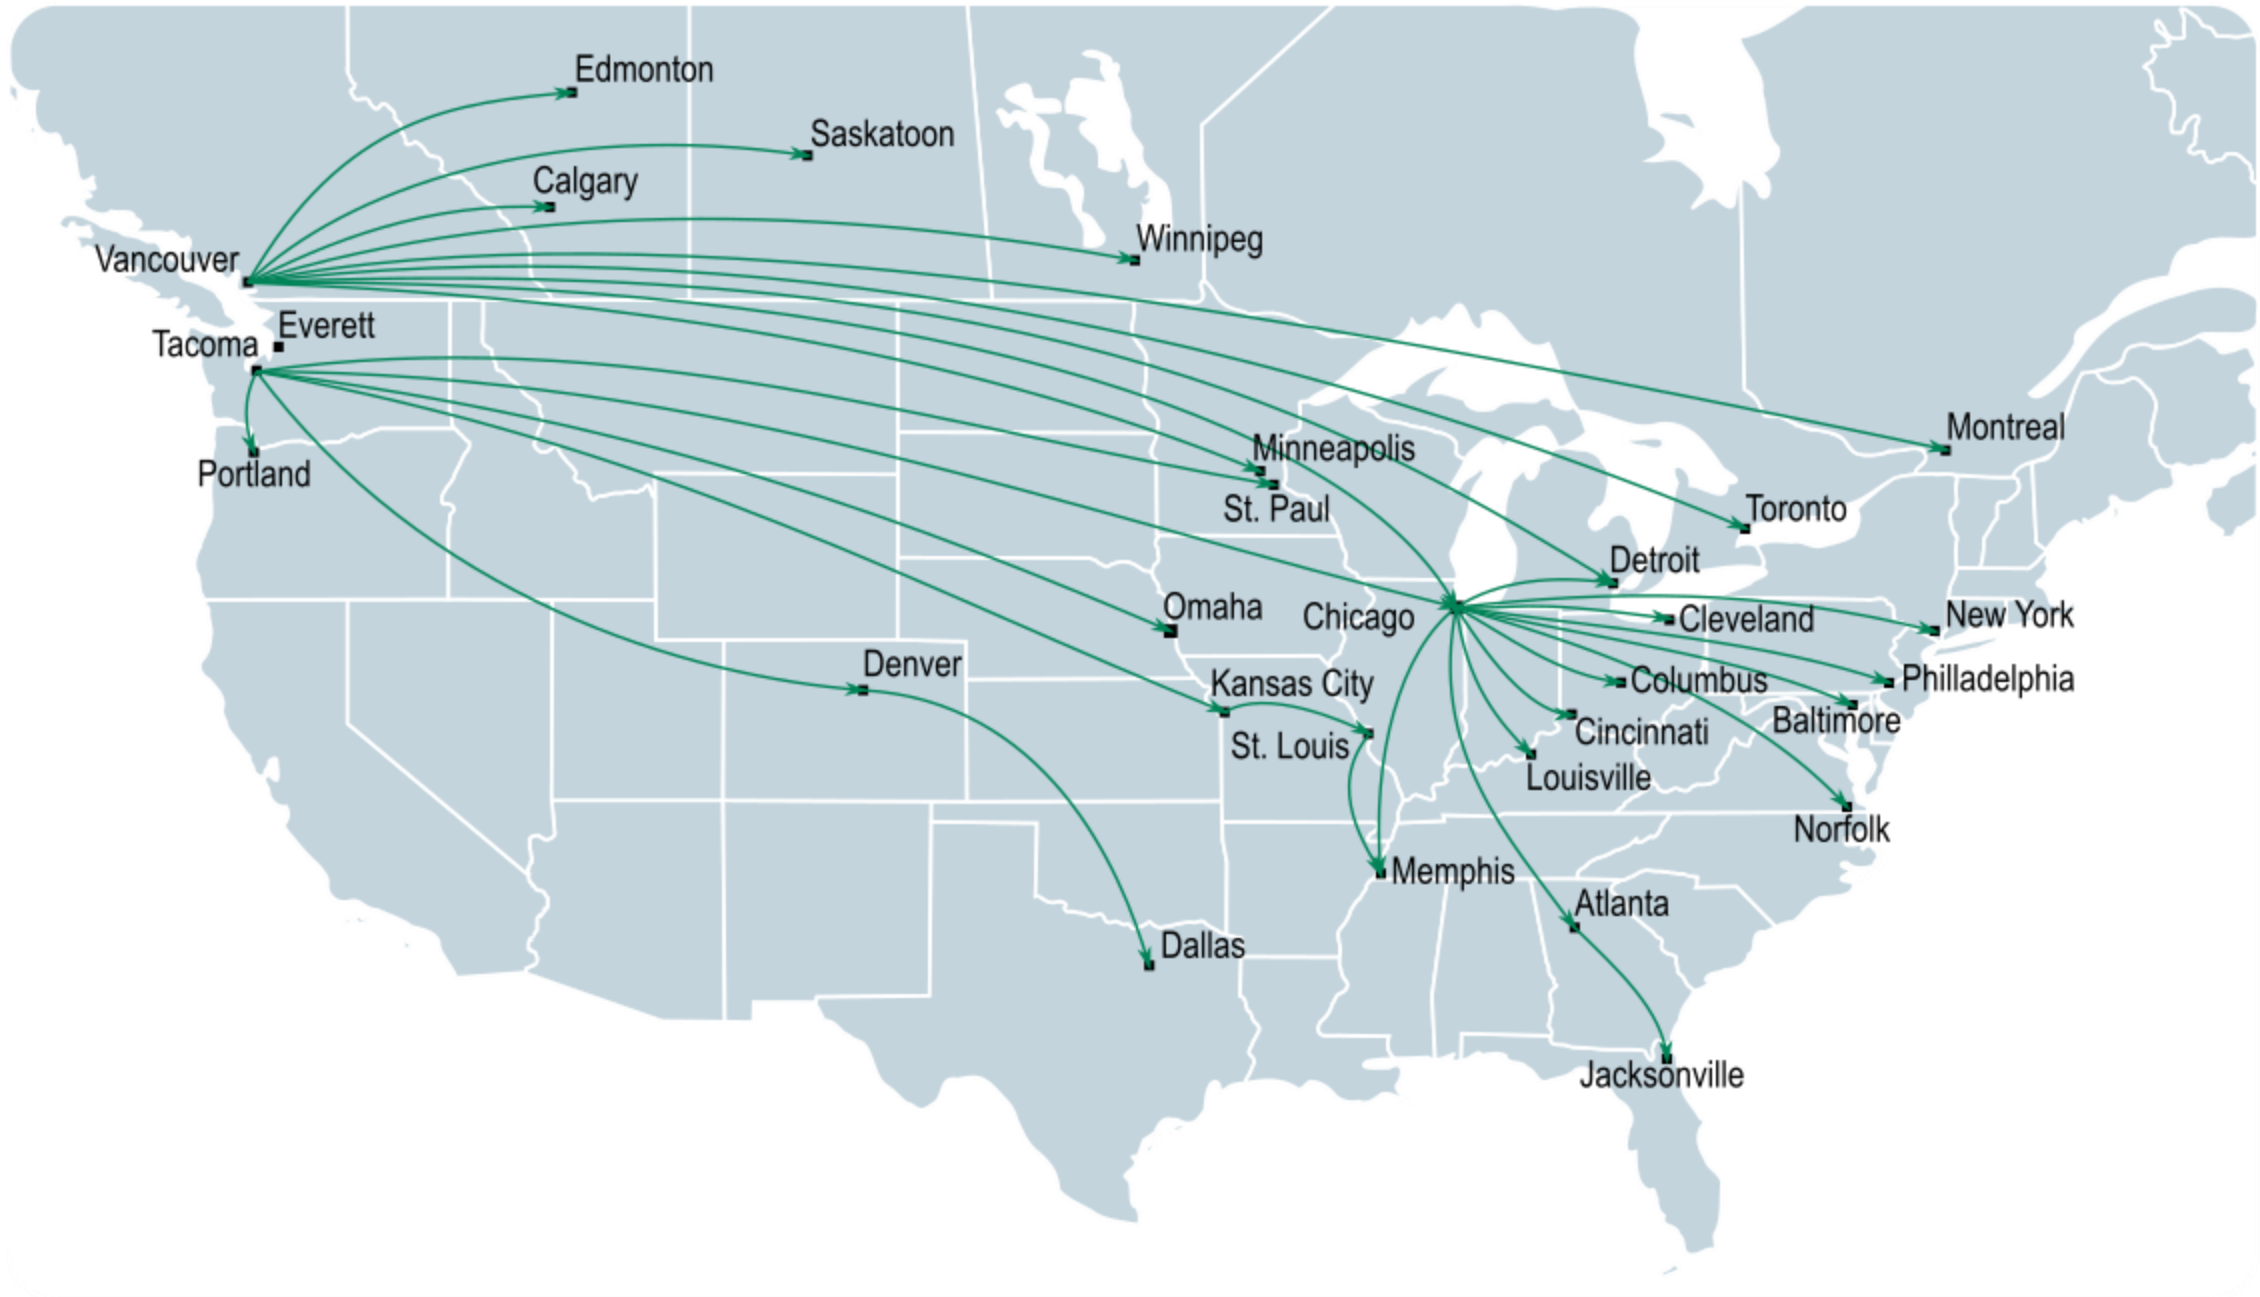 Edmonton
Saskatoon
Calgary
Winnipeg
Vancouver
Everett
Tacoma
Portland
Minneapolis
St. Paul
Montreal
Toronto
Detroit
Omaha
Chicago
Cleveland
New York
Denver
Kansas City
Columbus
Philladelphia
St. Louis
Cincinnati
Baltimore
Louisville
Norfolk
Memphis
Atlanta
Dallas
Jacksonville